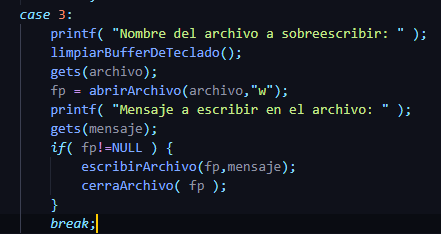 case 3:
printf( "Nombre del archivo a sobreescribir: " );
limpiarBufferDeTeclado();
gets(archivo);
fp = abrirArchivo(archivo,"w");
printf( "Mensaje a escribir en el archivo: " );
gets(mensaje);
if( fp!=NULL ) {
escribirArchivo(fp,mensaje);
cerraArchivo( fp );
}
break;